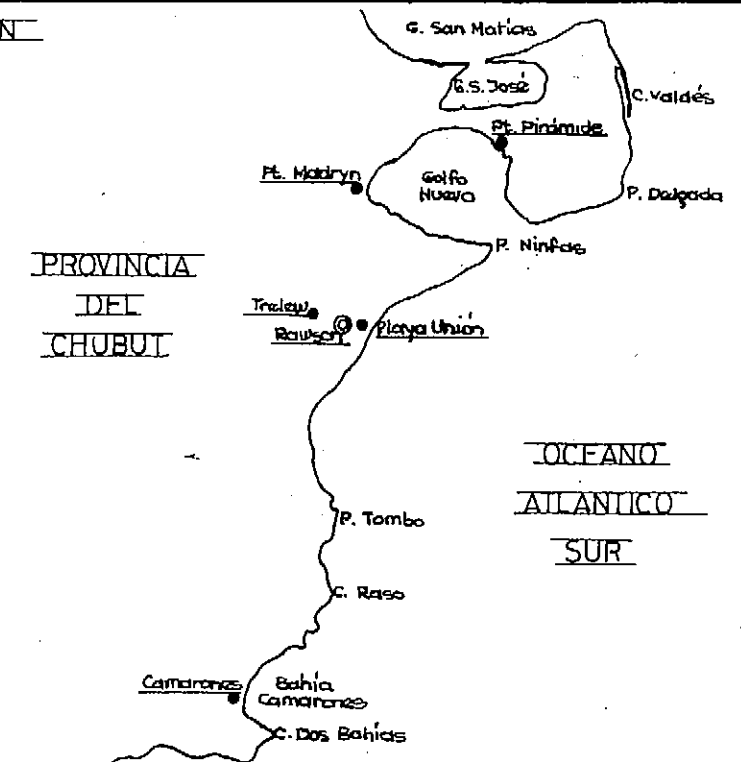 N
G. San Matías
G.S. José
C. Valdés
Pt. Pirámide
Pt. Madryn
Golfo
Nuevo
P. Delgada
P. Ninfas
PROVINCIA
DEL
CHUBUT
Trelew
Rawson
Playa Unión
OCEANO
ATLANTICO
SUR
P. Tombo
C. Raso
Camarones
Bahía
Camarones
C. Dos Bahías